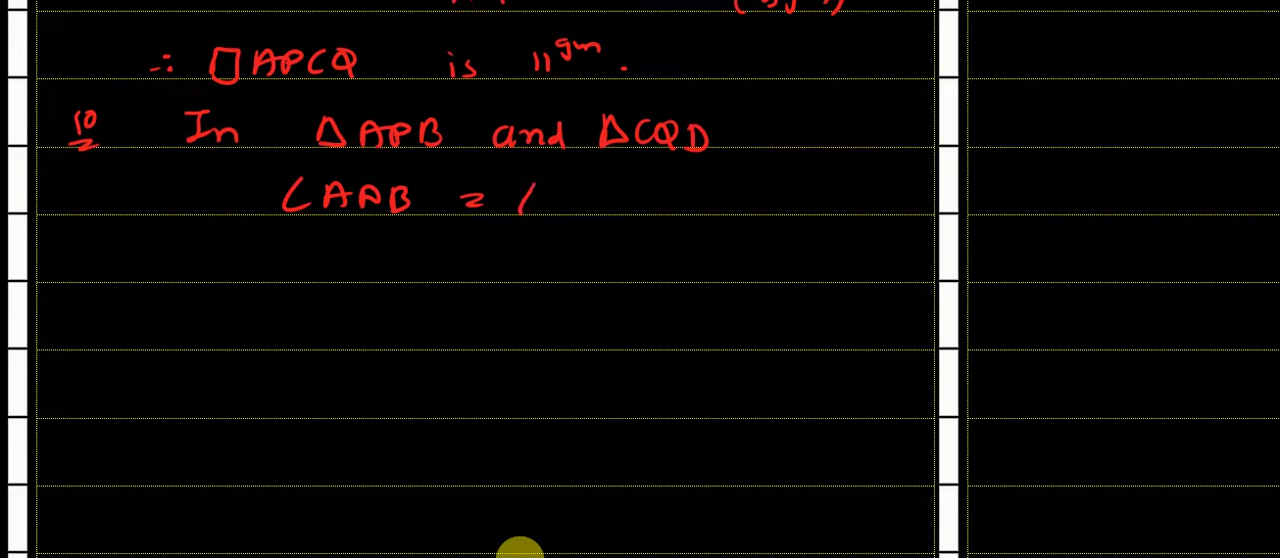 ∴ □APCQ is ||gm.
10 In △APB and △CQD
∠AAB = ∠